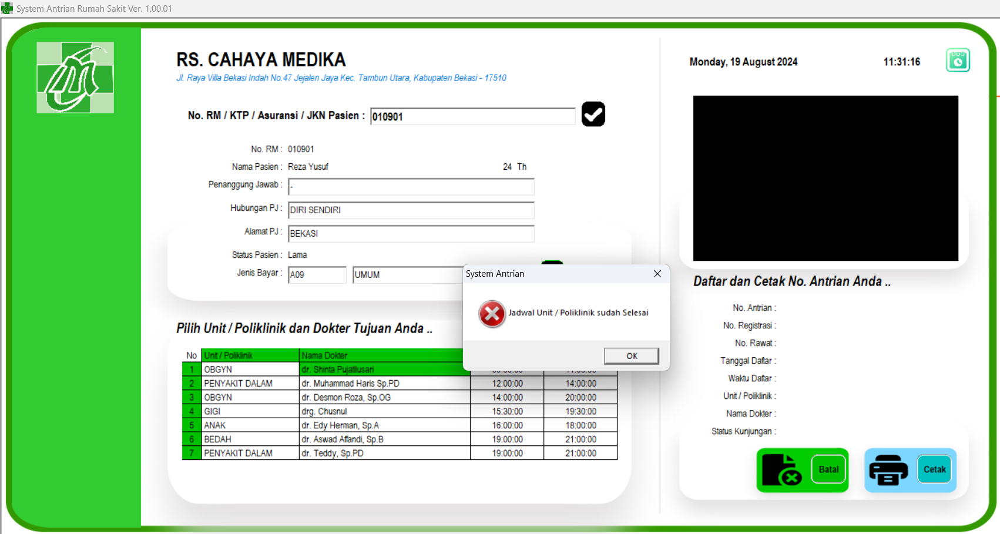 System Antrian Rumah Sakit Ver. 1.00.01
RS. CAHAYA MEDIKA
Jl. Raya Villa Bekasi Indah No.47 Jejalen Jaya Kec. Tambun Utara, Kabupaten Bekasi - 17510
Monday, 19 August 2024 11:31:16
No. RM / KTP / Asuransi / JKN Pasien : 010901
No. RM : 010901
Nama Pasien : Reza Yusuf 24 Th
Penanggung Jawab : -
Hubungan PJ : DIRI SENDIRI
Alamat PJ : BEKASI
Status Pasien : Lama
Jenis Bayar : A09 UMUM
System Antrian
Jadwal Unit / Poliklinik sudah Selesai
OK
Pilih Unit / Poliklinik dan Dokter Tujuan Anda ..
No Unit / Poliklinik Nama Dokter
1 OBGYN dr. Shinta Pujatilusari
2 PENYAKIT DALAM dr. Muhammad Haris Sp.PD 12:00:00 14:00:00
3 OBGYN dr. Desmon Roza, Sp.OG 14:00:00 20:00:00
4 GIGI drg. Chusnul 15:30:00 19:30:00
5 ANAK dr. Edy Herman, Sp.A 16:00:00 18:00:00
6 BEDAH dr. Aswad Affandi, Sp.B 19:00:00 21:00:00
7 PENYAKIT DALAM dr. Teddy, Sp.PD 19:00:00 21:00:00
Daftar dan Cetak No. Antrian Anda ..
No. Antrian :
No. Registrasi :
No. Rawat :
Tanggal Daftar :
Waktu Daftar :
Unit / Poliklinik :
Nama Dokter :
Status Kunjungan :
Batal
Cetak